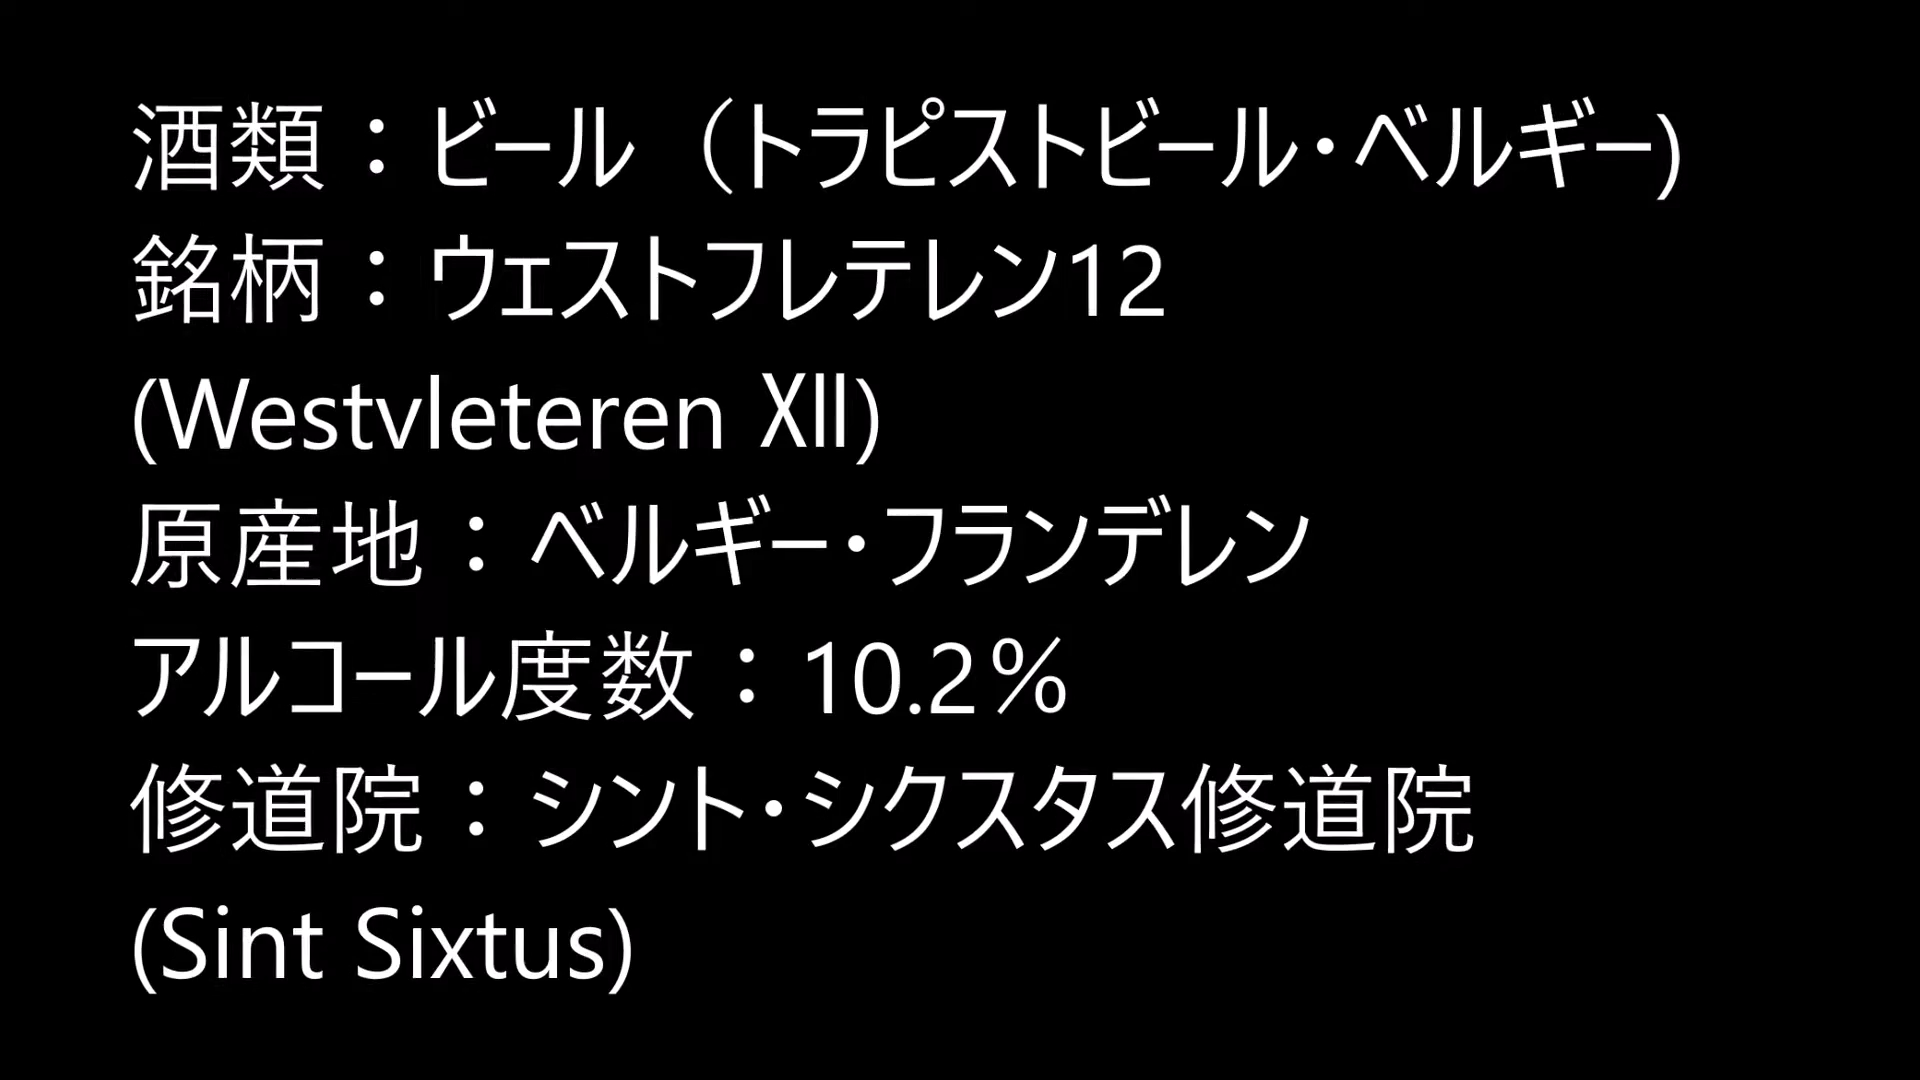 酒類：ビール（トラピストビール・ベルギー)
銘柄：ウェストフレテレン12
(Westvleteren Ⅻ)
原産地：ベルギー・フランデレン
アルコール度数：10.2％
修道院：シント・シクスタス修道院
(Sint Sixtus)